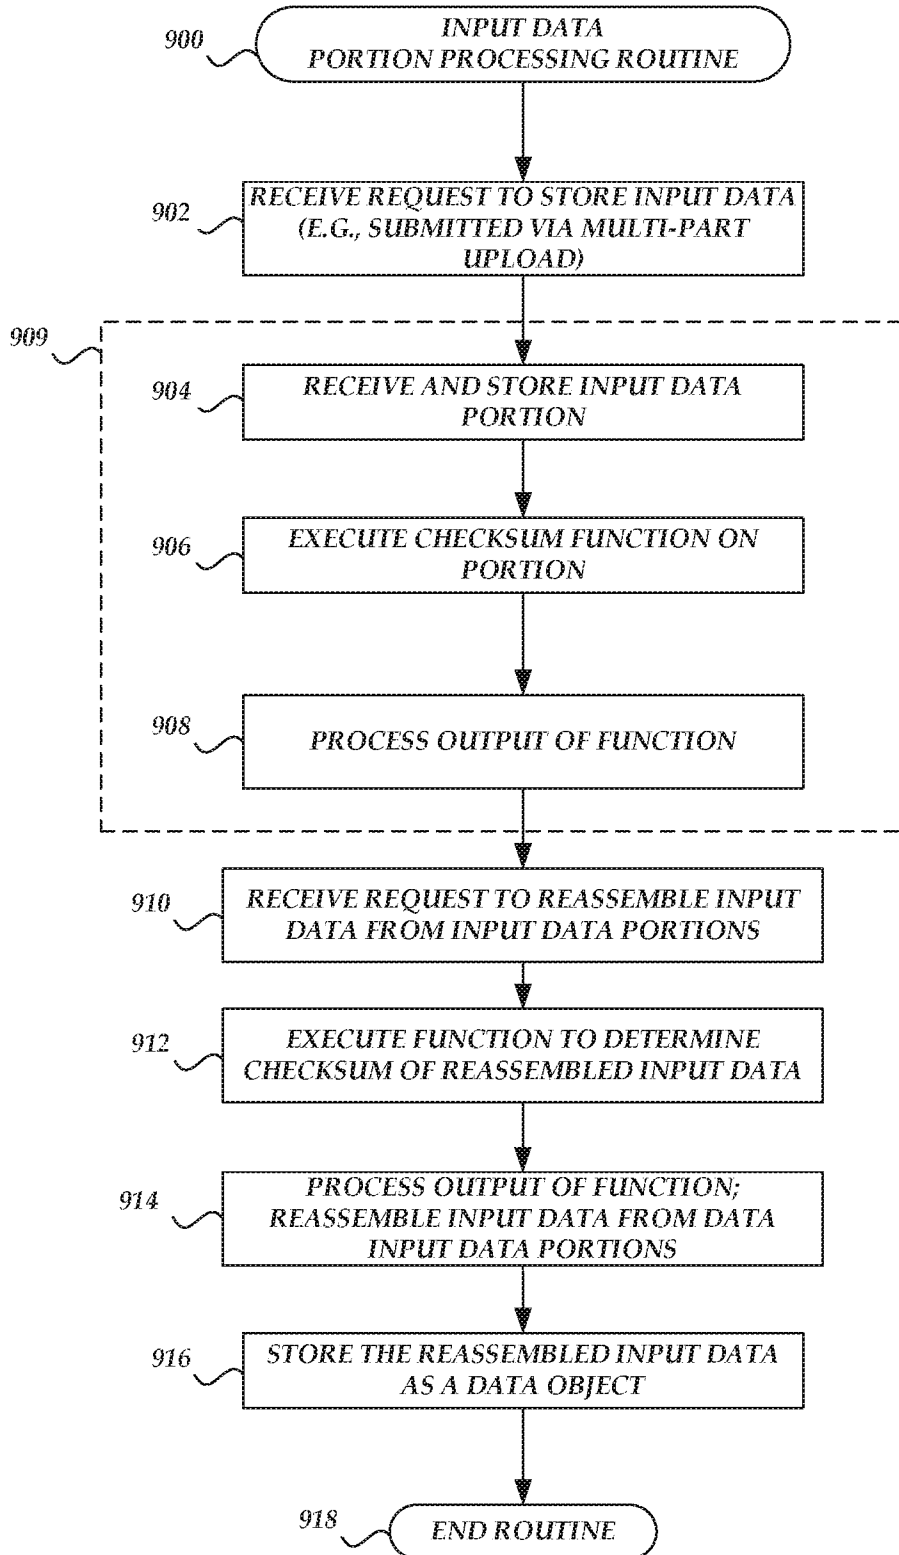 900
INPUT DATA
PORTION PROCESSING ROUTINE
902
RECEIVE REQUEST TO STORE INPUT DATA
(E.G., SUBMITTED VIA MULTI-PART
UPLOAD)
909
904
RECEIVE AND STORE INPUT DATA
PORTION
906
EXECUTE CHECKSUM FUNCTION ON
PORTION
908
PROCESS OUTPUT OF FUNCTION
910
RECEIVE REQUEST TO REASSEMBLE INPUT
DATA FROM INPUT DATA PORTIONS
912
EXECUTE FUNCTION TO DETERMINE
CHECKSUM OF REASSEMBLED INPUT DATA
914
PROCESS OUTPUT OF FUNCTION;
REASSEMBLE INPUT DATA FROM DATA
INPUT DATA PORTIONS
916
STORE THE REASSEMBLED INPUT DATA
AS A DATA OBJECT
918
END ROUTINE